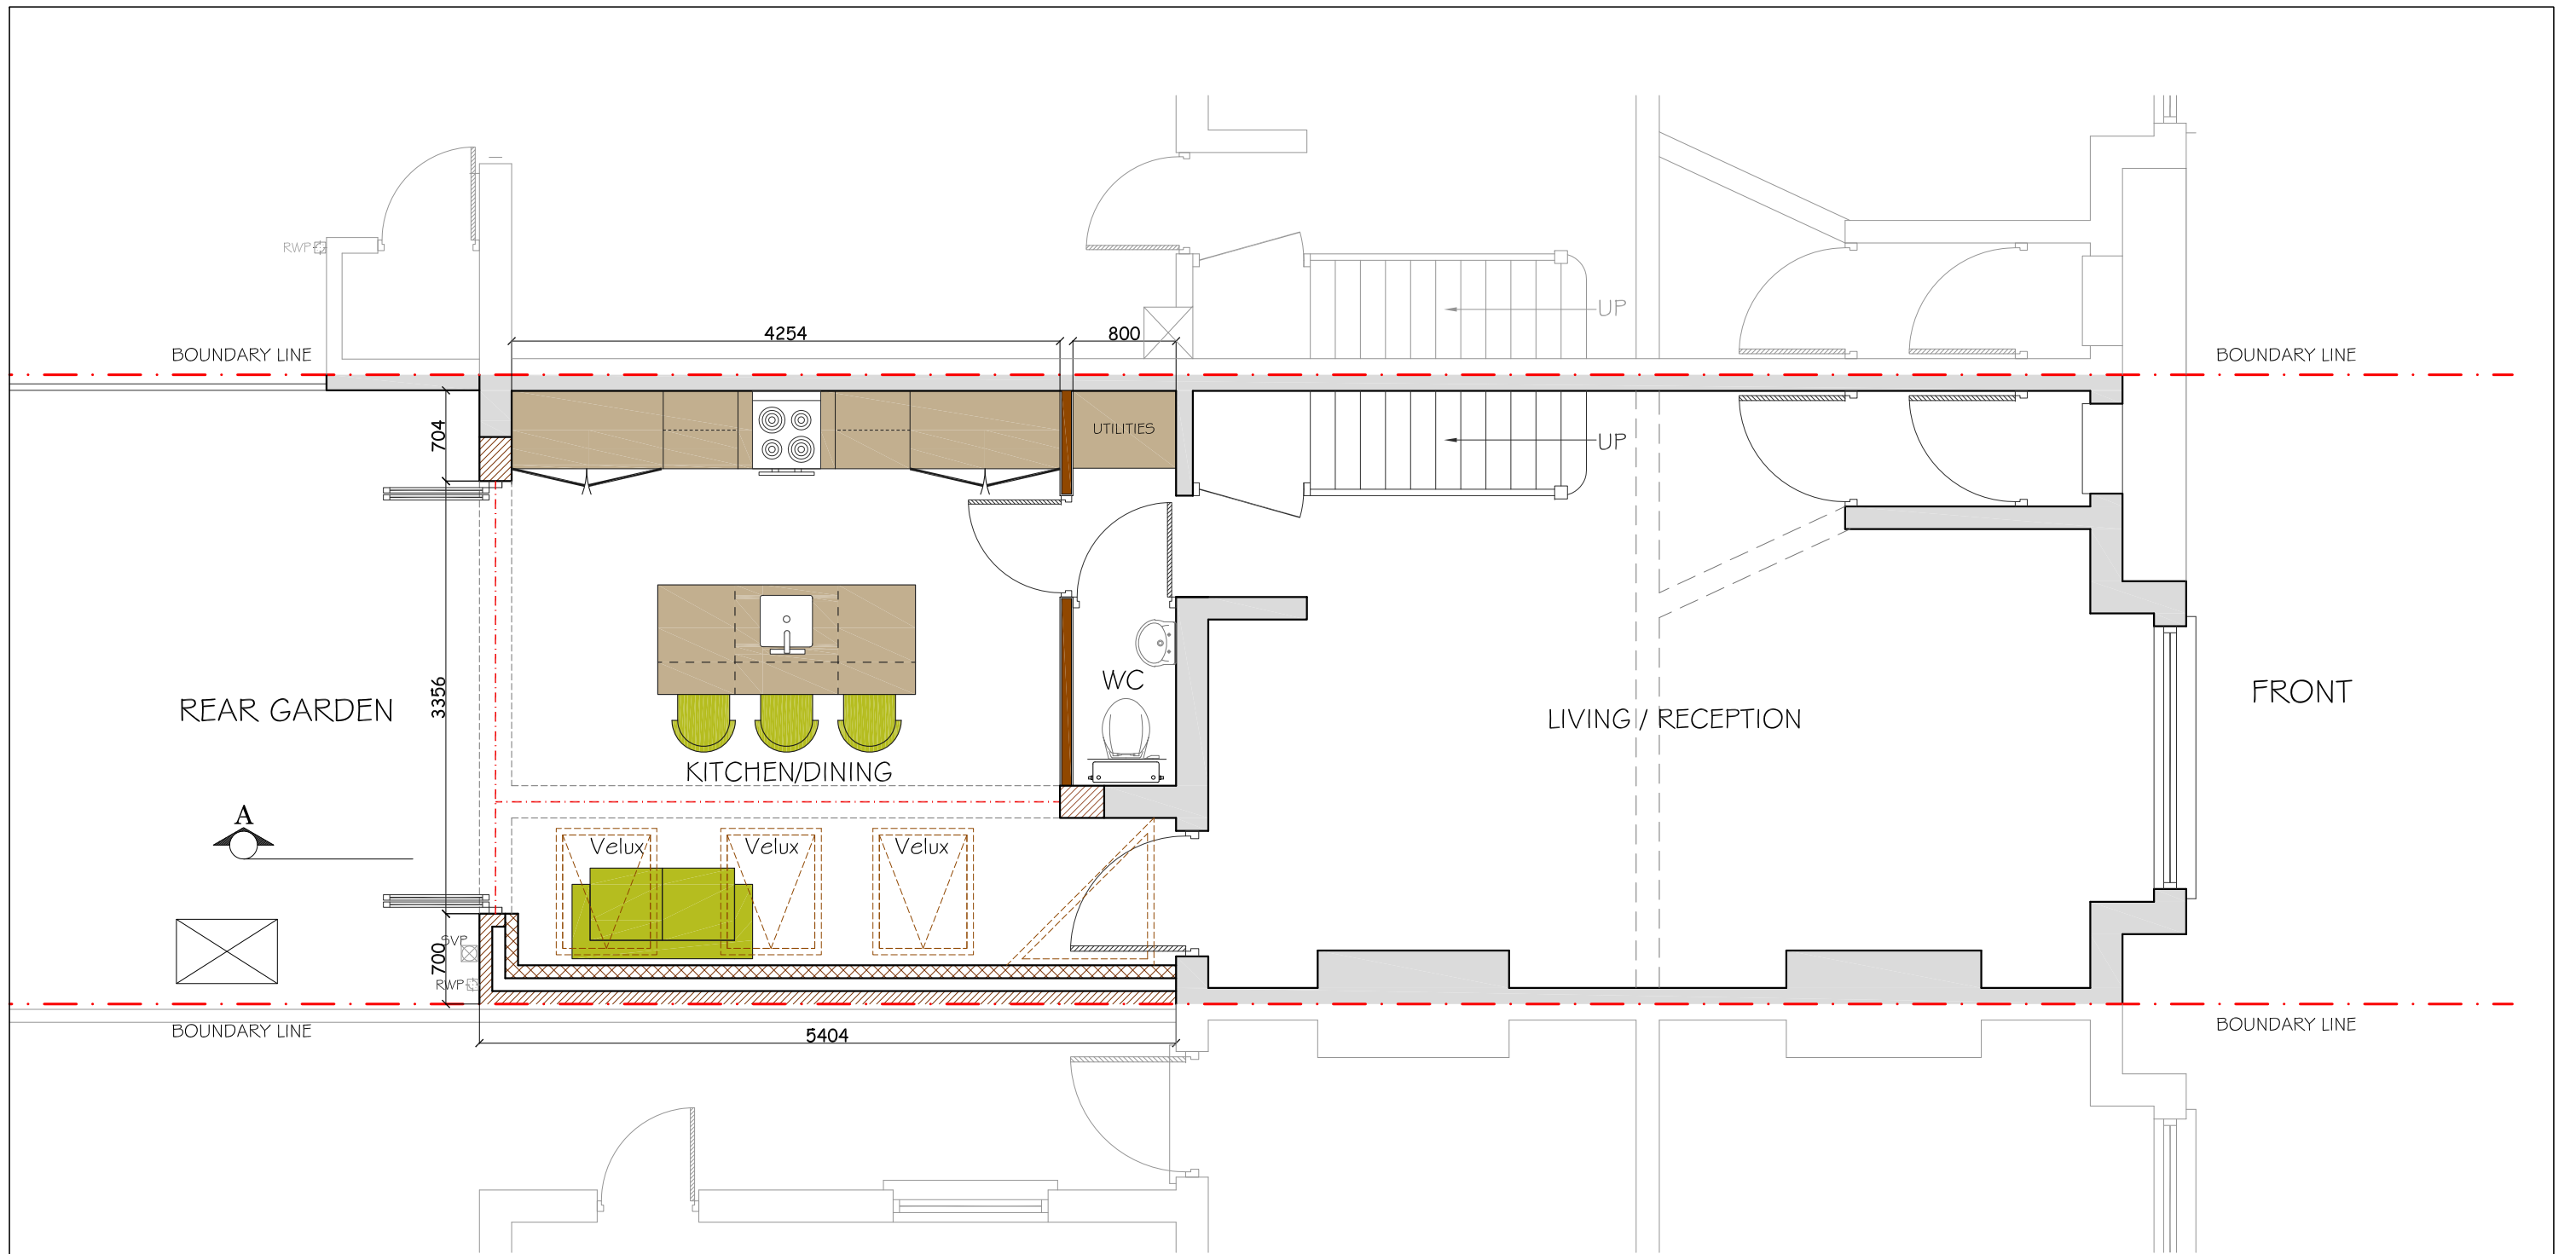 RWP
UP
4254
800
BOUNDARY LINE
BOUNDARY LINE
704
UTILITIES
UP
3356
WC
REAR GARDEN
FRONT
LIVING / RECEPTION
KITCHEN/DINING
A
Velux
Velux
Velux
SVP
700
RWP
BOUNDARY LINE
5404
BOUNDARY LINE